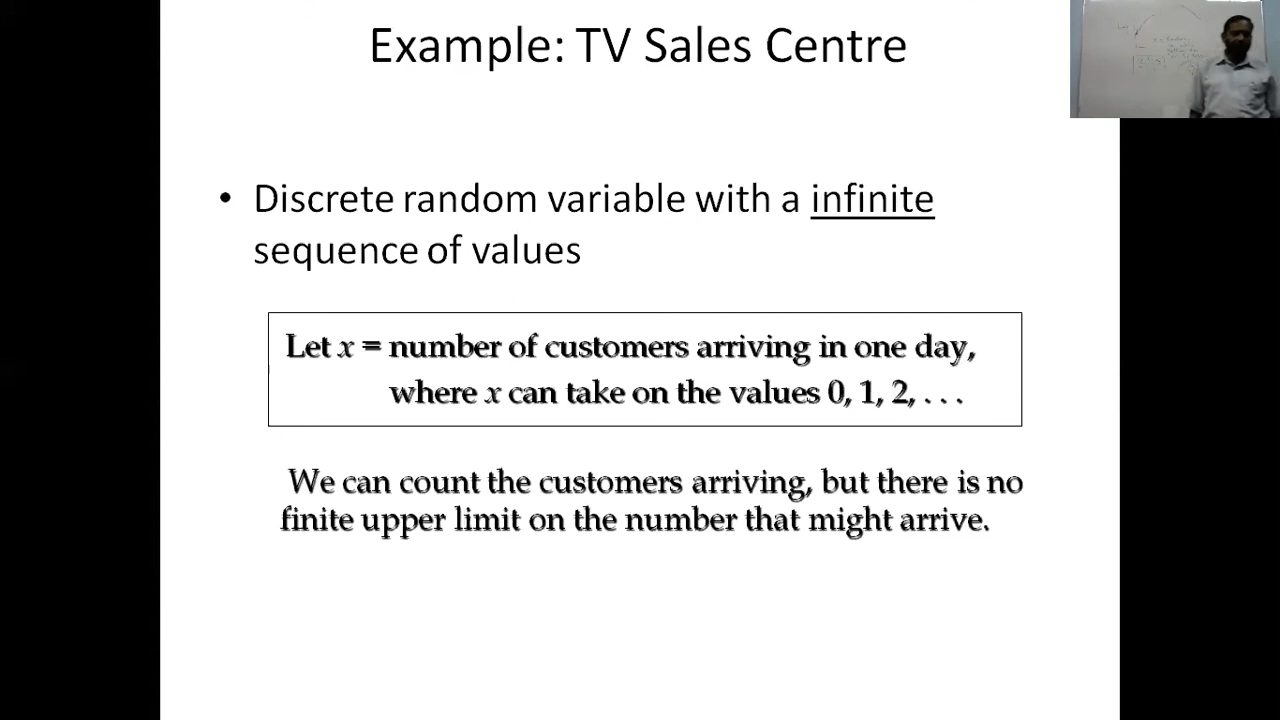 Example: TV Sales Centre
• Discrete random variable with a infinite
sequence of values
Let x = number of customers arriving in one day,
where x can take on the values 0, 1, 2, . . .
We can count the customers arriving, but there is no
finite upper limit on the number that might arrive.